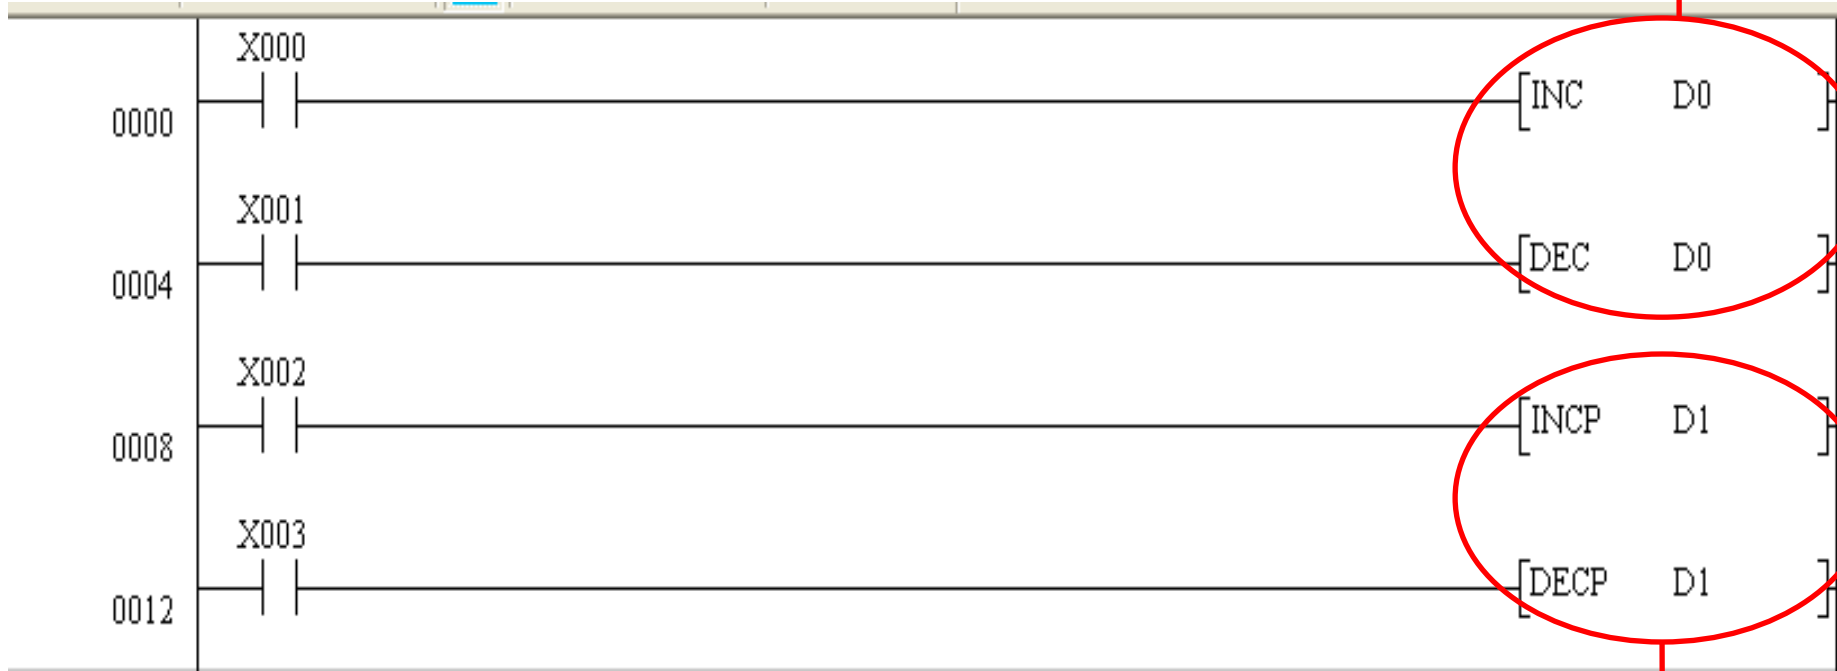 X000
0000 INC D0
X001
0004 DEC D0
X002
0008 INCP D1
X003
0012 DECP D1